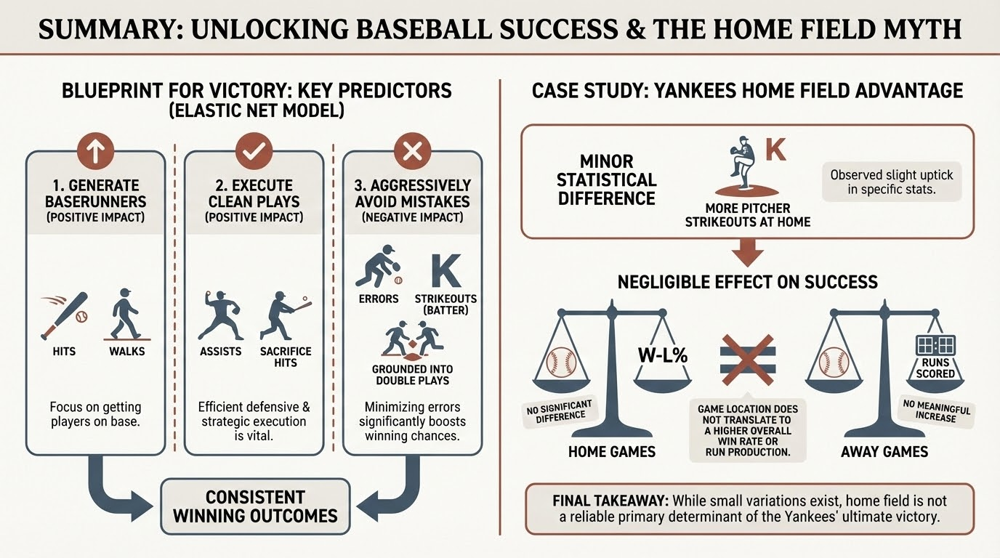 SUMMARY: UNLOCKING BASEBALL SUCCESS & THE HOME FIELD MYTH
BLUEPRINT FOR VICTORY: KEY PREDICTORS
(ELASTIC NET MODEL)
1. GENERATE
BASERUNNERS
(POSITIVE IMPACT)
HITS
WALKS
Focus on getting
players on base.
2. EXECUTE
CLEAN PLAYS
(POSITIVE IMPACT)
ASSISTS
SACRIFICE
HITS
Efficient defensive &
strategic execution
is vital.
3. AGGRESSIVELY
AVOID MISTAKES
(NEGATIVE IMPACT)
ERRORS
K
STRIKEOUTS
(BATTER)
GROUNDED INTO
DOUBLE PLAYS
Minimizing errors
significantly boosts
winning chances.
CONSISTENT
WINNING OUTCOMES
CASE STUDY: YANKEES HOME FIELD ADVANTAGE
MINOR
STATISTICAL
DIFFERENCE
K
MORE PITCHER
STRIKEOUTS AT HOME
Observed slight uptick
in specific stats.
NEGLIGIBLE EFFECT ON SUCCESS
W-L%
NO SIGNIFICANT
DIFFERENCE
HOME GAMES
GAME LOCATION DOES
NOT TRANSLATE TO
A HIGHER OVERALL
WIN RATE OR
RUN PRODUCTION.
RUNS
SCORED
NO MEANINGFUL
INCREASE
AWAY GAMES
FINAL TAKEAWAY: While small variations exist, home field is not
a reliable primary determinant of the Yankees' ultimate victory.